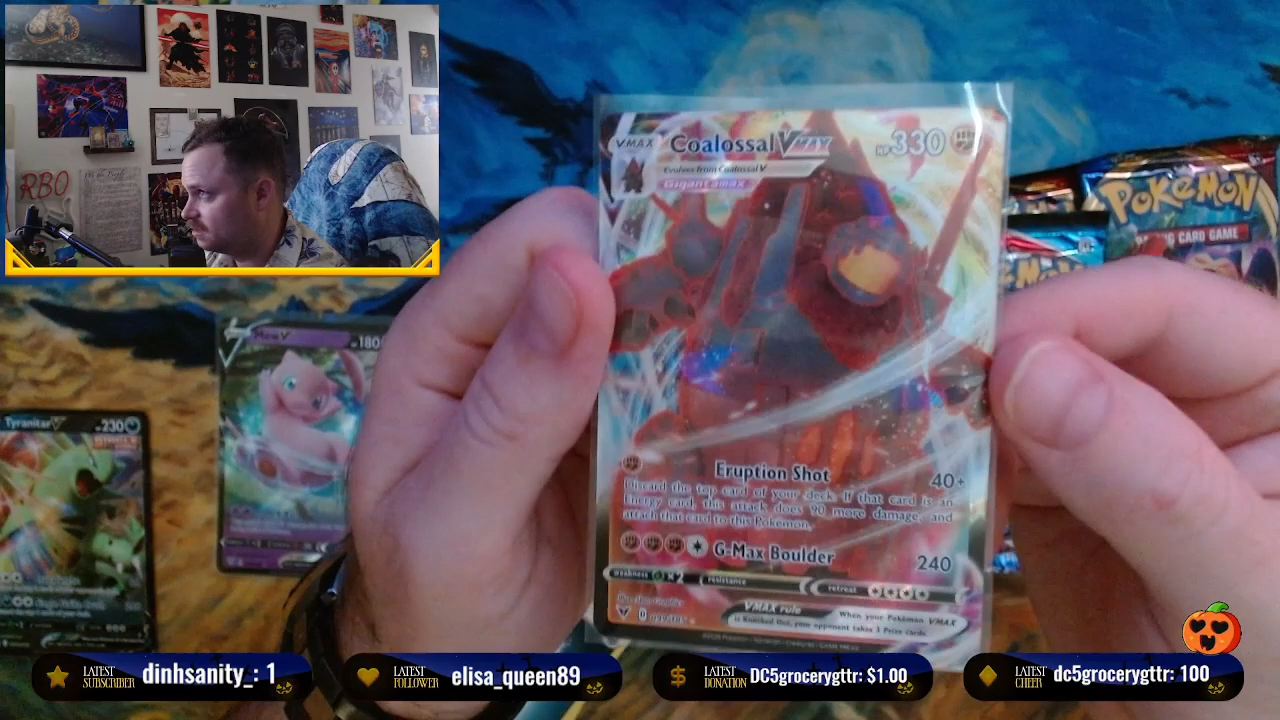 RBO
VMAX Coalossal VMAX HP 330
Evolves from Coalossal V
Gigantamax
POKÉMON
CARD GAME
Mew V 180
Tyranitar V 230
Eruption Shot 40+
Discard the top card of your deck. If that card is an
Energy card, this attack does 90 more damage, and
attach that card to this Pokémon.
G-Max Boulder 240
weakness ×2 resistance retreat
VMAX rule When your Pokémon VMAX
is Knocked Out, your opponent takes 3 Prize cards.
LATEST
SUBSCRIBER
dinhsanity_: 1
LATEST
FOLLOWER
elisa_queen89
LATEST
DONATION
DC5grocerygttr: $1.00
LATEST
CHEER
dc5grocerygttr: 100